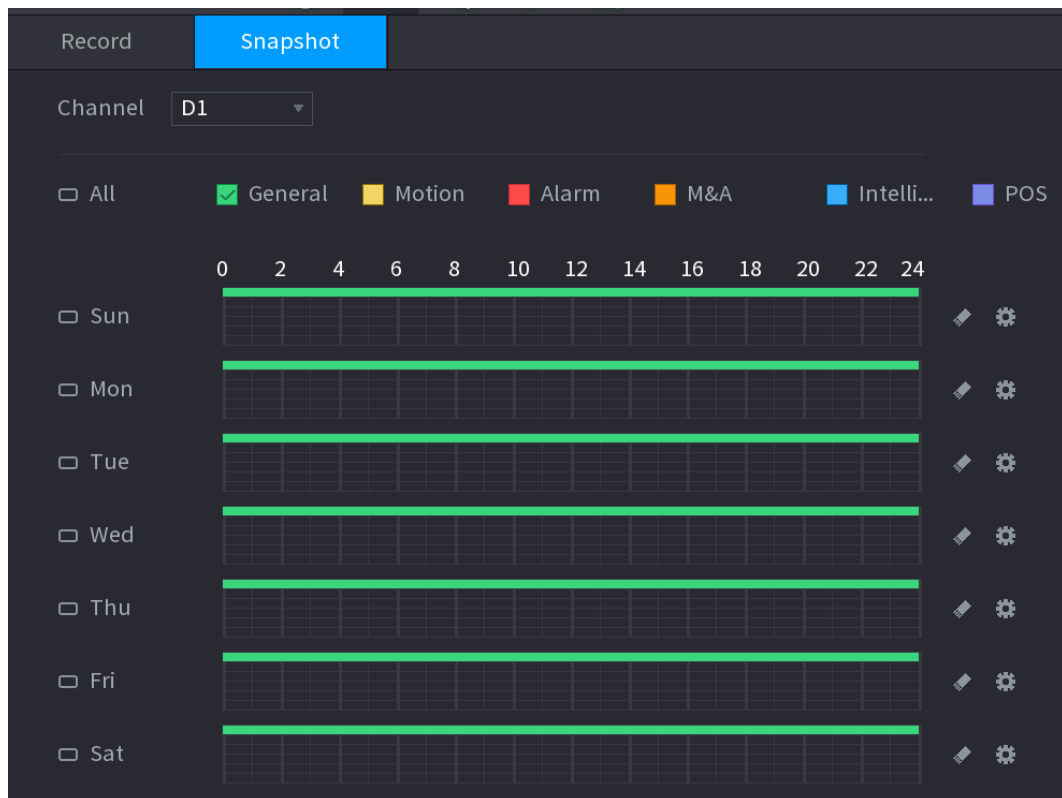 Record Snapshot
Channel D1
All General Motion Alarm M&A Intelli... POS
0 2 4 6 8 10 12 14 16 18 20 22 24
Sun
Mon
Tue
Wed
Thu
Fri
Sat